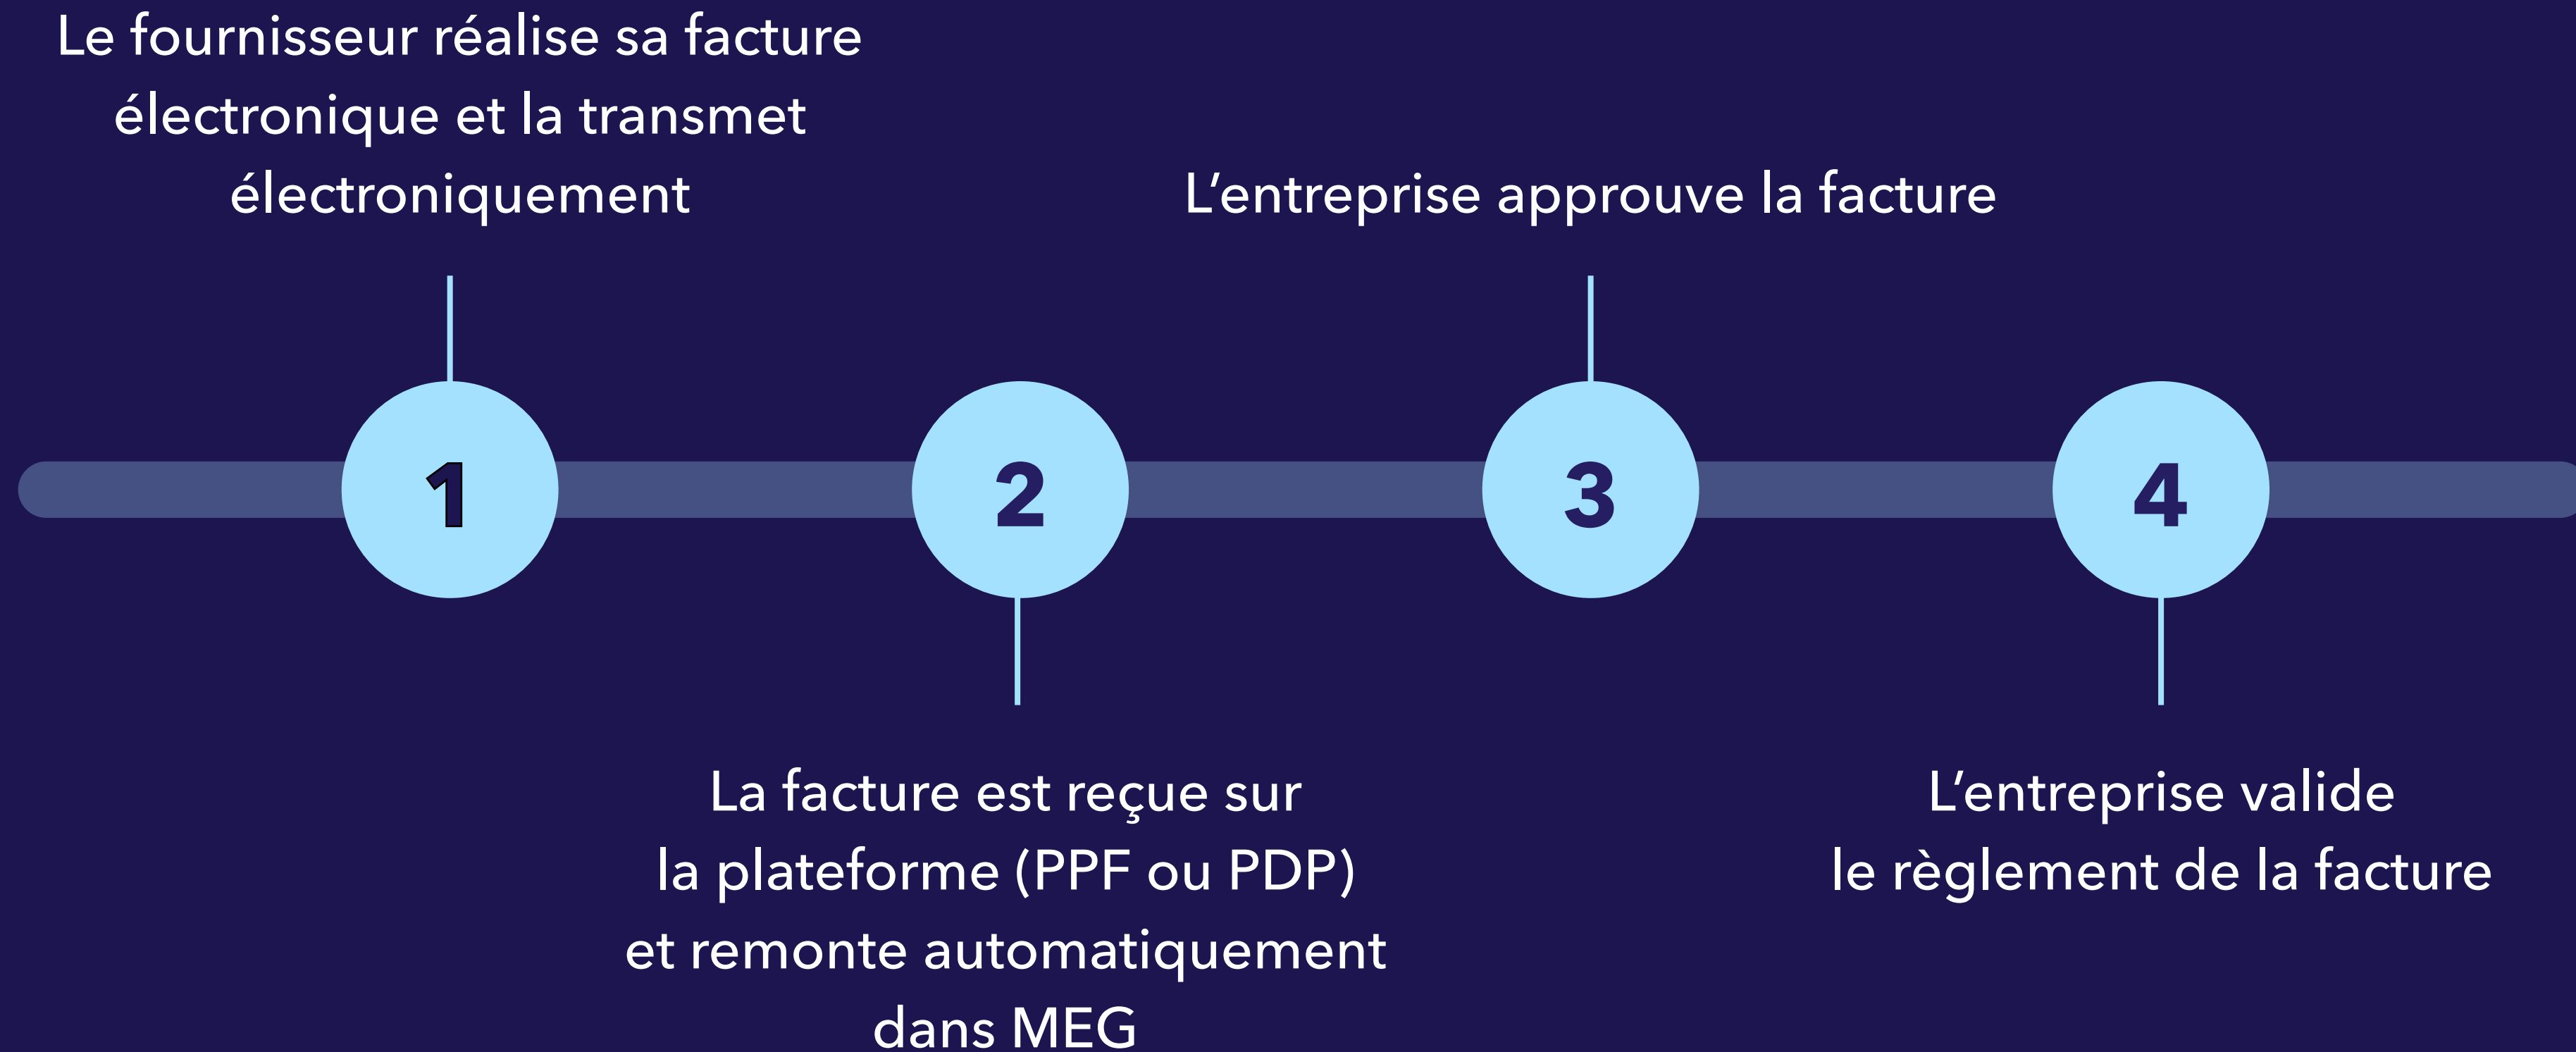 Le fournisseur réalise sa facture
électronique et la transmet
électroniquement
L’entreprise approuve la facture
1
2
3
4
La facture est reçue sur
la plateforme (PPF ou PDP)
et remonte automatiquement
dans MEG
L’entreprise valide
le règlement de la facture